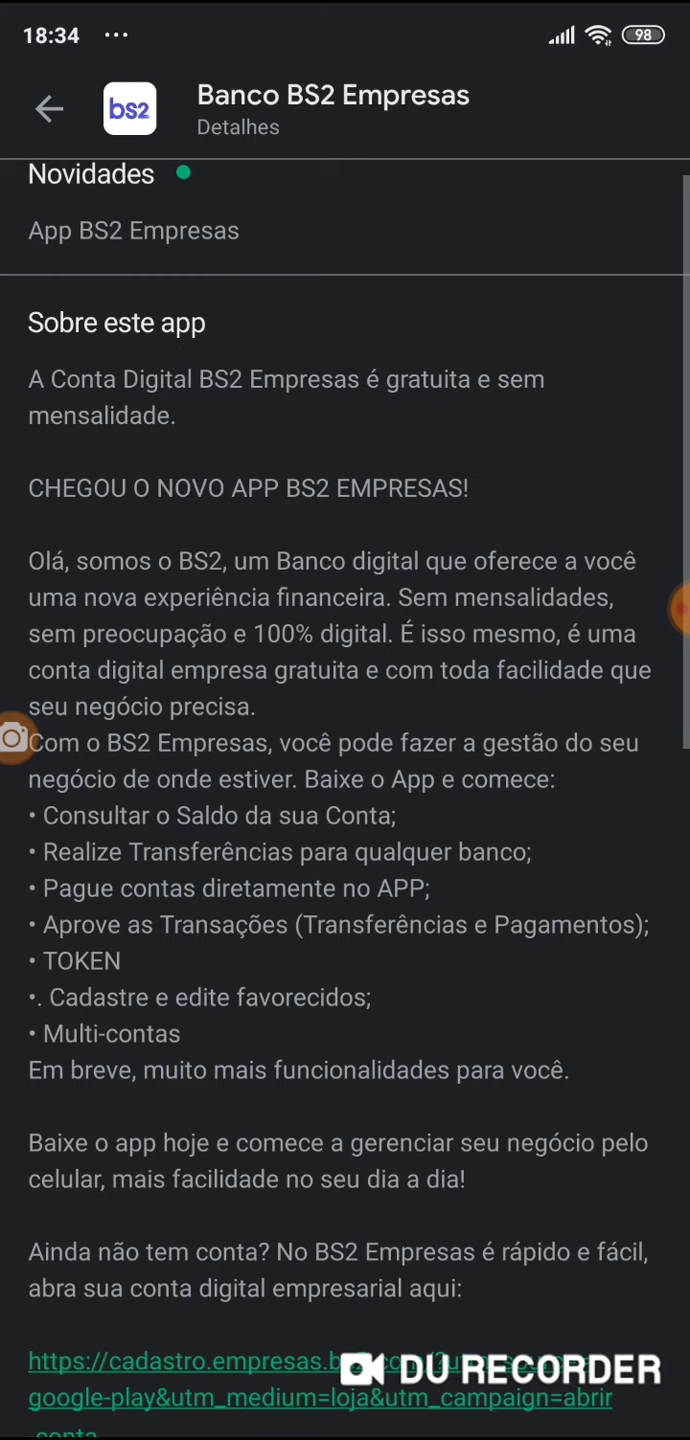 18:34 ... 98
bs2 Banco BS2 Empresas
Detalhes
Novidades
App BS2 Empresas
Sobre este app
A Conta Digital BS2 Empresas é gratuita e sem
mensalidade.
CHEGOU O NOVO APP BS2 EMPRESAS!
Olá, somos o BS2, um Banco digital que oferece a você
uma nova experiência financeira. Sem mensalidades,
sem preocupação e 100% digital. É isso mesmo, é uma
conta digital empresa gratuita e com toda facilidade que
seu negócio precisa.
Com o BS2 Empresas, você pode fazer a gestão do seu
negócio de onde estiver. Baixe o App e comece:
• Consultar o Saldo da sua Conta;
• Realize Transferências para qualquer banco;
• Pague contas diretamente no APP;
• Aprove as Transações (Transferências e Pagamentos);
• TOKEN
•. Cadastre e edite favorecidos;
• Multi-contas
Em breve, muito mais funcionalidades para você.
Baixe o app hoje e comece a gerenciar seu negócio pelo
celular, mais facilidade no seu dia a dia!
Ainda não tem conta? No BS2 Empresas é rápido e fácil,
abra sua conta digital empresarial aqui:
https://cadastro.empresas.b
DU RECORDER
google-play&utm_medium=loja&utm_campaign=abrir